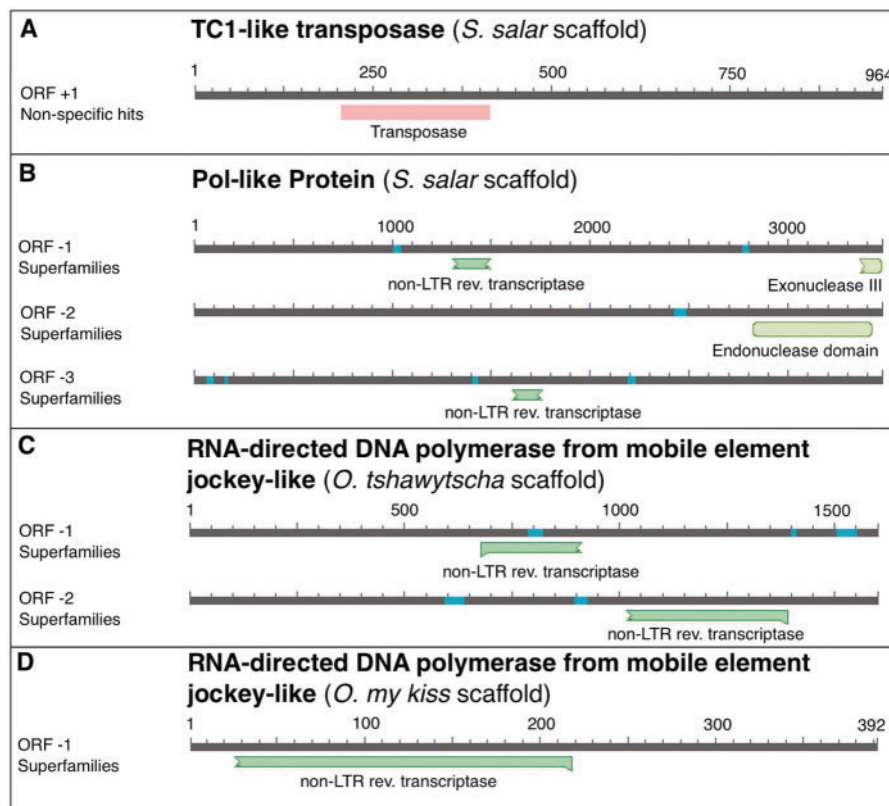 A TC1-like transposase (S. salar scaffold)
1 250 500 750 964
ORF +1
Non-specific hits
Transposase
B Pol-like Protein (S. salar scaffold)
1 1000 2000 3000
ORF -1
Superfamilies
non-LTR rev. transcriptase
Exonuclease III
ORF -2
Superfamilies
Endonuclease domain
ORF -3
Superfamilies
non-LTR rev. transcriptase
C RNA-directed DNA polymerase from mobile element
jockey-like (O. tshawytscha scaffold)
1 500 1000 1500
ORF -1
Superfamilies
non-LTR rev. transcriptase
ORF -2
Superfamilies
non-LTR rev. transcriptase
D RNA-directed DNA polymerase from mobile element
jockey-like (O. my kiss scaffold)
1 100 200 300 392
ORF -1
Superfamilies
non-LTR rev. transcriptase